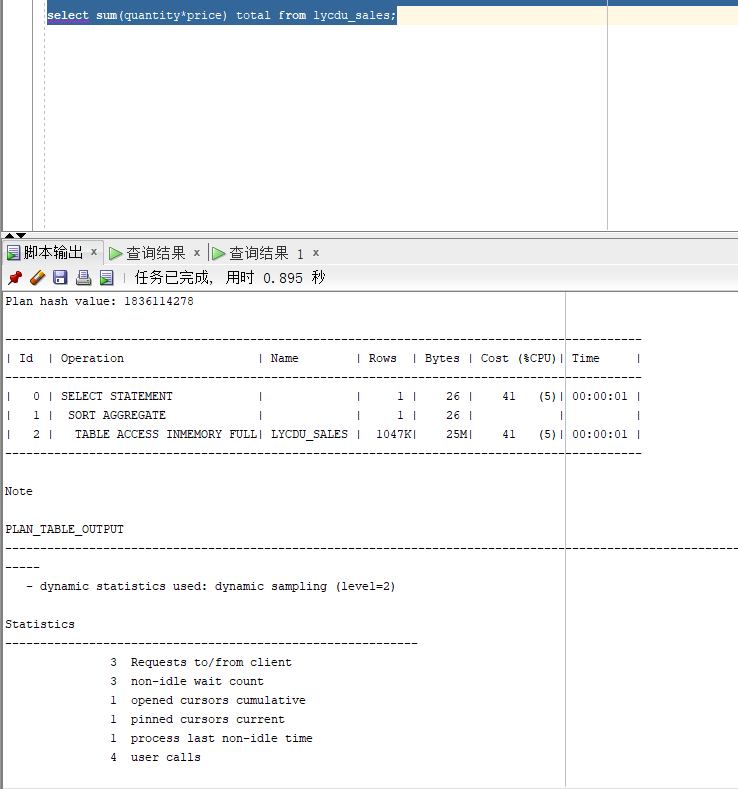 select sum(quantity*price) total from lycdu_sales;
脚本输出 x 查询结果 x 查询结果 1 x
任务已完成, 用时 0.895 秒
Plan hash value: 1836114278
-------------------------------------------------------------------------------------------
| Id | Operation | Name | Rows | Bytes | Cost (%CPU)| Time |
-------------------------------------------------------------------------------------------
| 0 | SELECT STATEMENT | | 1 | 26 | 41 (5)| 00:00:01 |
| 1 | SORT AGGREGATE | | 1 | 26 | | |
| 2 | TABLE ACCESS INMEMORY FULL| LYCDU_SALES | 1047K| 25M| 41 (5)| 00:00:01 |
-------------------------------------------------------------------------------------------
Note
PLAN_TABLE_OUTPUT
---------------------------------------------------------------------------------------------------------
-----
- dynamic statistics used: dynamic sampling (level=2)
Statistics
-----------------------------------------------------------
3 Requests to/from client
3 non-idle wait count
1 opened cursors cumulative
1 pinned cursors current
1 process last non-idle time
4 user calls